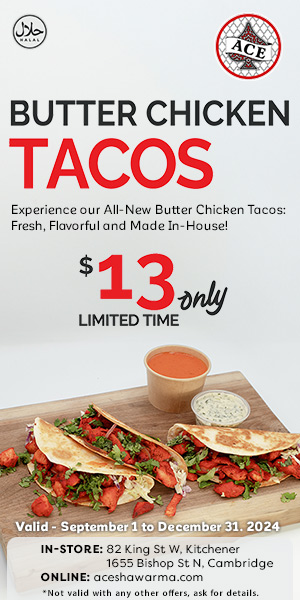 حلال
HALAL
ACE
BUTTER CHICKEN
TACOS
Experience our All-New Butter Chicken Tacos:
Fresh, Flavorful and Made In-House!
$13 only
LIMITED TIME
Valid - September 1 to December 31. 2024
IN-STORE: 82 King St W, Kitchener
1655 Bishop St N, Cambridge
ONLINE: aceshawarma.com
*Not valid with any other offers, ask for details.